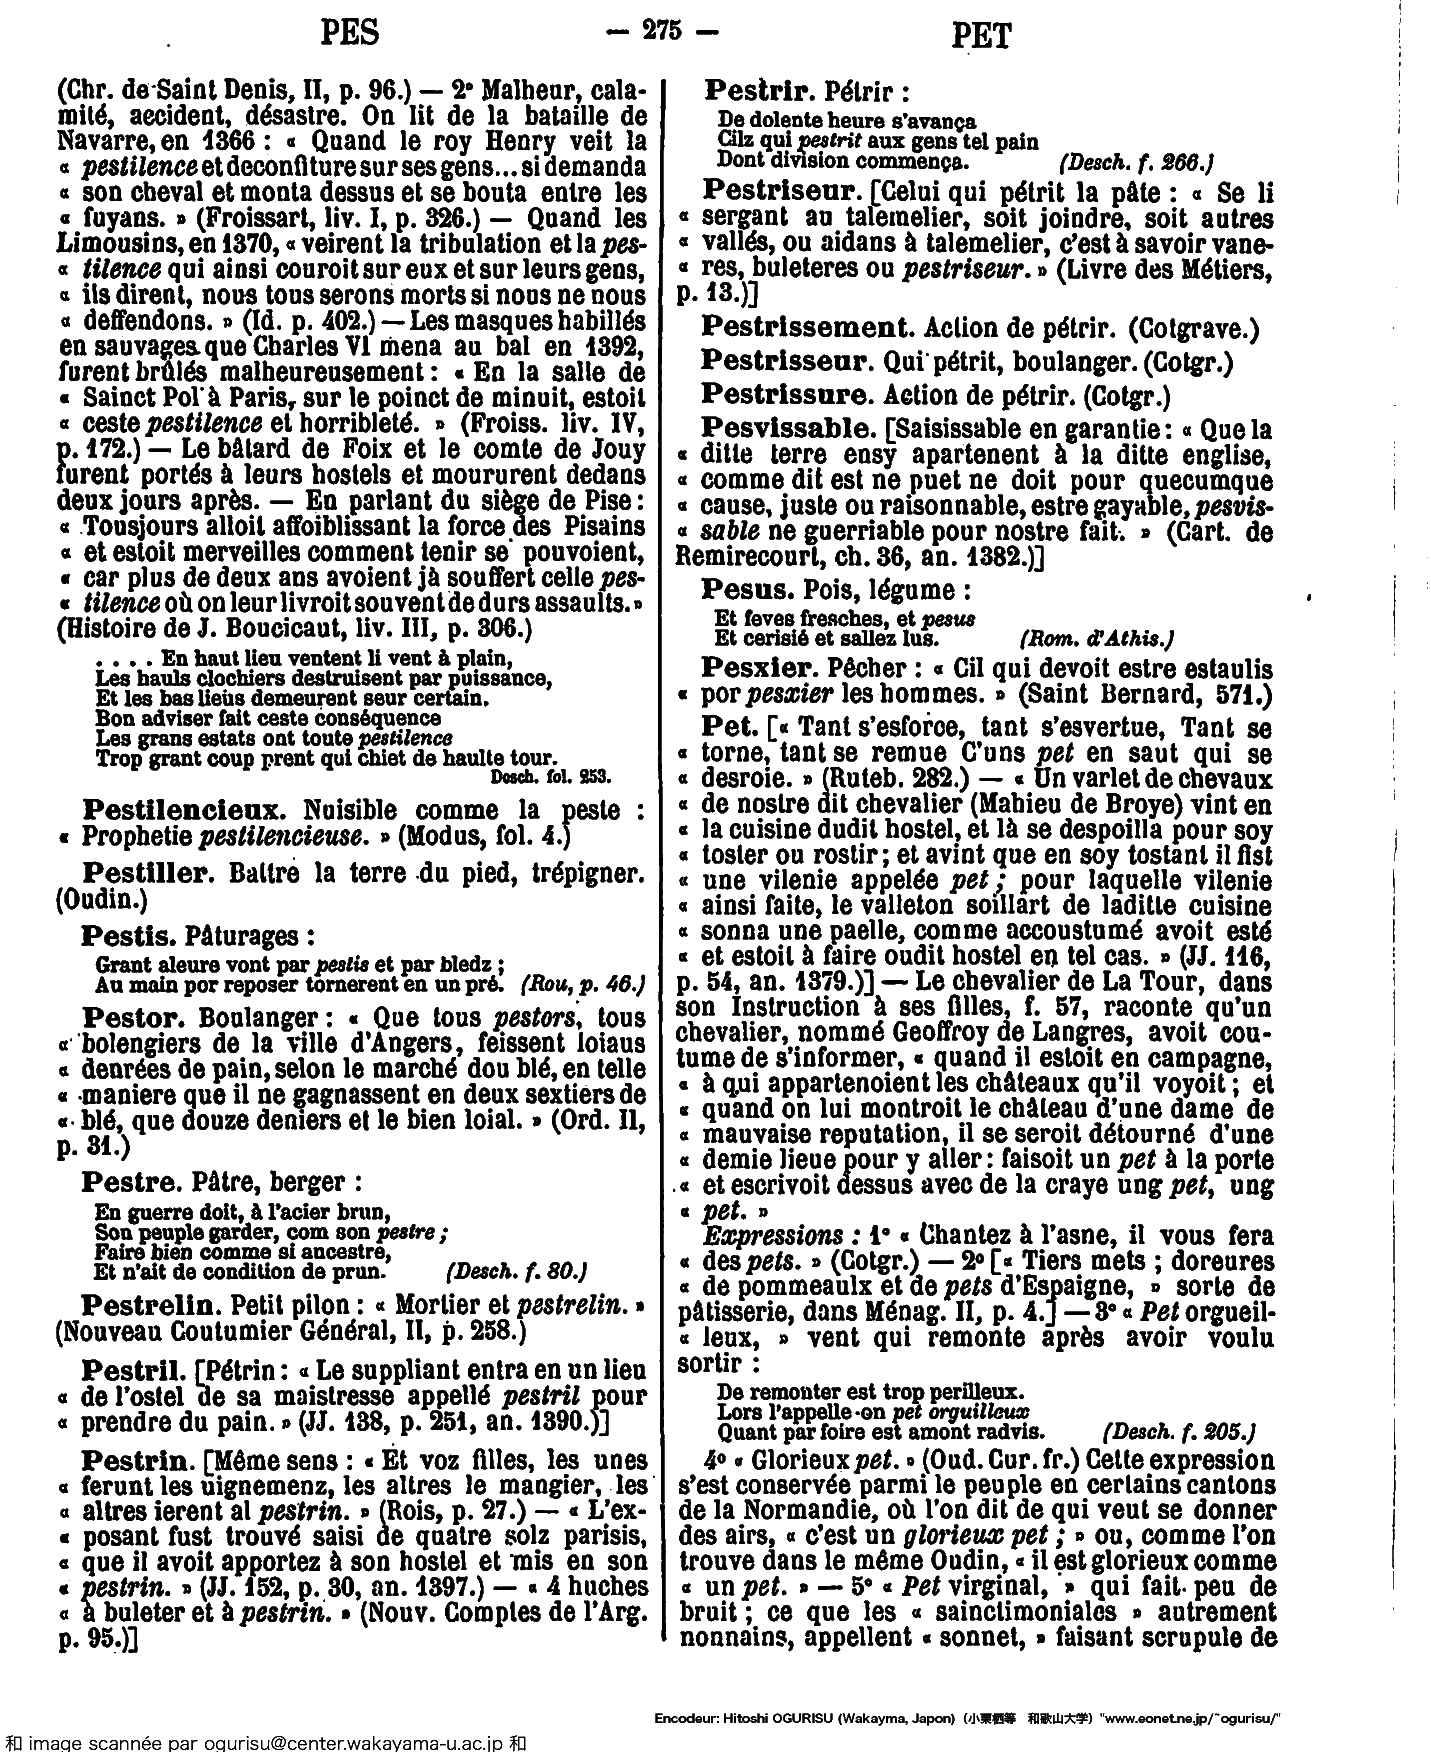 PES
— 275 —
PET
(Chr. de Saint Denis, II, p. 96.) — 2° Malheur, cala-
mité, accident, désastre. On lit de la bataille de
Navarre, en 1366 : « Quand le roy Henry veit la
« pestilence et deconfiture sur ses gens... si demanda
« son cheval et monta dessus et se bouta entre les
« fuyans. » (Froissart, liv. I, p. 326.) — Quand les
Limousins, en 1370, « veirent la tribulation et la pes-
« tilence qui ainsi couroit sur eux et sur leurs gens,
« ils dirent, nous tous serons morts si nous ne nous
« deffendons. » (Id. p. 402.) — Les masques habillés
en sauvages que Charles VI mena au bal en 1392,
furent brûlés malheureusement : « En la salle de
« Sainct Pol à Paris, sur le poinct de minuit, estoit
« ceste pestilence et horribleté. » (Froiss. liv. IV,
p. 172.) — Le bâtard de Foix et le comte de Jouy
furent portés à leurs hostels et moururent dedans
deux jours après. — En parlant du siège de Pise :
« Tousjours alloit affoiblissant la force des Pisains
« et estoit merveilles comment tenir se pouvoient,
« car plus de deux ans avoient jà souffert celle pes-
« tilence où on leur livroit souvent de durs assaults. »
(Histoire de J. Boucicaut, liv. III, p. 306.)
. . . . En haut lieu ventent li vent à plain,
Les hauls clochiers destruisent par puissance,
Et les bas lieius demeurent seur certain.
Bon adviser fait ceste conséquence
Les grans estats ont toute pestilence
Trop grant coup prent qui chiet de haulte tour.
Desch. fol. 253.
Pestilencieux. Nuisible comme la peste :
« Prophetie pestilencieuse. » (Modus, fol. 4.)
Pestiller. Battre la terre du pied, trépigner.
(Oudin.)
Pestis. Pâturages :
Grant aleure vont par pestis et par bledz ;
Au main por reposer tornerent en un pré. (Rou, p. 46.)
Pestor. Boulanger : « Que tous pestors, tous
« bolengiers de la ville d'Angers, feissent loiaus
« denrées de pain, selon le marché dou blé, en telle
« maniere que il ne gagnassent en deux sextiers de
« blé, que douze deniers et le bien loial. » (Ord. II,
p. 31.)
Pestre. Pâtre, berger :
En guerre doit, à l'acier brun,
Son peuple garder, com son pestre ;
Faire bien comme si ancestre,
Et n'ait de condition de prun. (Desch. f. 80.)
Pestrelin. Petit pilon : « Mortier et pestrelin. »
(Nouveau Coutumier Général, II, p. 258.)
Pestril. [Pétrin : « Le suppliant entra en un lieu
« de l'ostel de sa maistresse appellé pestril pour
« prendre du pain. » (JJ. 138, p. 251, an. 1390.)]
Pestrin. [Même sens : « Et voz filles, les unes
« ferunt les uignemenz, les altres le mangier, les
« altres ierent al pestrin. » (Rois, p. 27.) — « L'ex-
« posant fust trouvé saisi de quatre solz parisis,
« que il avoit apportez à son hostel et mis en son
« pestrin. » (JJ. 152, p. 30, an. 1397.) — « 4 huches
« à buleter et à pestrin. » (Nouv. Comptes de l'Arg.
p. 95.)]
Pestrir. Pétrir :
De dolente heure s'avança
Cilz qui pestrit aux gens tel pain
Dont division commença. (Desch. f. 266.)
Pestriseur. [Celui qui pétrit la pâte : « Se li
« sergant au talemelier, soit joindre, soit autres
« vallés, ou aidans à talemelier, c'est à savoir vane-
« res, buleteres ou pestriseur. » (Livre des Métiers,
p. 13.)]
Pestrissement. Action de pétrir. (Cotgrave.)
Pestrisseur. Qui pétrit, boulanger. (Cotgr.)
Pestrissure. Action de pétrir. (Cotgr.)
Pesvissable. [Saisissable en garantie : « Que la
« ditte terre ensy apartenent à la ditte englise,
« comme dit est ne puet ne doit pour quecumque
« cause, juste ou raisonnable, estre gayable, pesvis-
« sable ne guerriable pour nostre fait. » (Cart. de
Remirecourt, ch. 36, an. 1382.)]
Pesus. Pois, légume :
Et feves fresches, et pesus
Et cerisié et sallez lus. (Rom. d'Athis.)
Pesxier. Pêcher : « Cil qui devoit estre estaulis
« por pesxier les hommes. » (Saint Bernard, 571.)
Pet. [« Tant s'esforce, tant s'esvertue, Tant se
« torne, tant se remue C'uns pet en saut qui se
« desroie. » (Ruteb. 282.) — « Un varlet de chevaux
« de nostre dit chevalier (Mahieu de Broye) vint en
« la cuisine dudit hostel, et là se despoilla pour soy
« toster ou rostir ; et avint que en soy tostant il fist
« une vilenie appelée pet ; pour laquelle vilenie
« ainsi faite, le valleton soillart de laditte cuisine
« sonna une paelle, comme accoustumé avoit esté
« et estoit à faire oudit hostel en tel cas. » (JJ. 116,
p. 54, an. 1379.)] — Le chevalier de La Tour, dans
son Instruction à ses filles, f. 57, raconte qu'un
chevalier, nommé Geoffroy de Langres, avoit cou-
tume de s'informer, « quand il estoit en campagne,
« à qui appartenoient les châteaux qu'il voyoit ; et
« quand on lui montroit le château d'une dame de
« mauvaise reputation, il se seroit détourné d'une
« demie lieue pour y aller : faisoit un pet à la porte
« et escrivoit dessus avec de la craye ung pet, ung
« pet. »
Expressions : 1° « Chantez à l'asne, il vous fera
« des pets. » (Cotgr.) — 2° [« Tiers mets ; doreures
« de pommeaulx et de pets d'Espaigne, » sorte de
pâtisserie, dans Ménag. II, p. 4.] — 3° « Pet orgueil-
« leux, » vent qui remonte après avoir voulu
sortir :
De remonter est trop perilleux.
Lors l'appelle-on pet orguilleux
Quant par foire est amont radvis. (Desch. f. 205.)
4° « Glorieux pet. » (Oud. Cur. fr.) Cette expression
s'est conservée parmi le peuple en certains cantons
de la Normandie, où l'on dit de qui veut se donner
des airs, « c'est un glorieux pet ; » ou, comme l'on
trouve dans le même Oudin, « il est glorieux comme
« un pet. » — 5° « Pet virginal, » qui fait peu de
bruit ; ce que les « sainctimoniales » autrement
nonnains, appellent « sonnet, » faisant scrupule de
Encodeur: Hitoshi OGURISU (Wakayma, Japon) (小栗栖等 和歌山大学) "www.eonet.ne.jp/~ogurisu/"
和 image scannée par ogurisu@center.wakayama-u.ac.jp 和